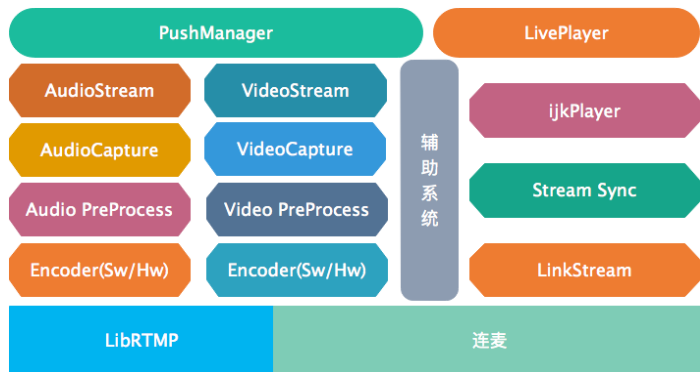 PushManager
LivePlayer
AudioStream
VideoStream
AudioCapture
VideoCapture
Audio PreProcess
Video PreProcess
Encoder(Sw/Hw)
Encoder(Sw/Hw)
辅
助
系
统
ijkPlayer
Stream Sync
LinkStream
LibRTMP
连麦